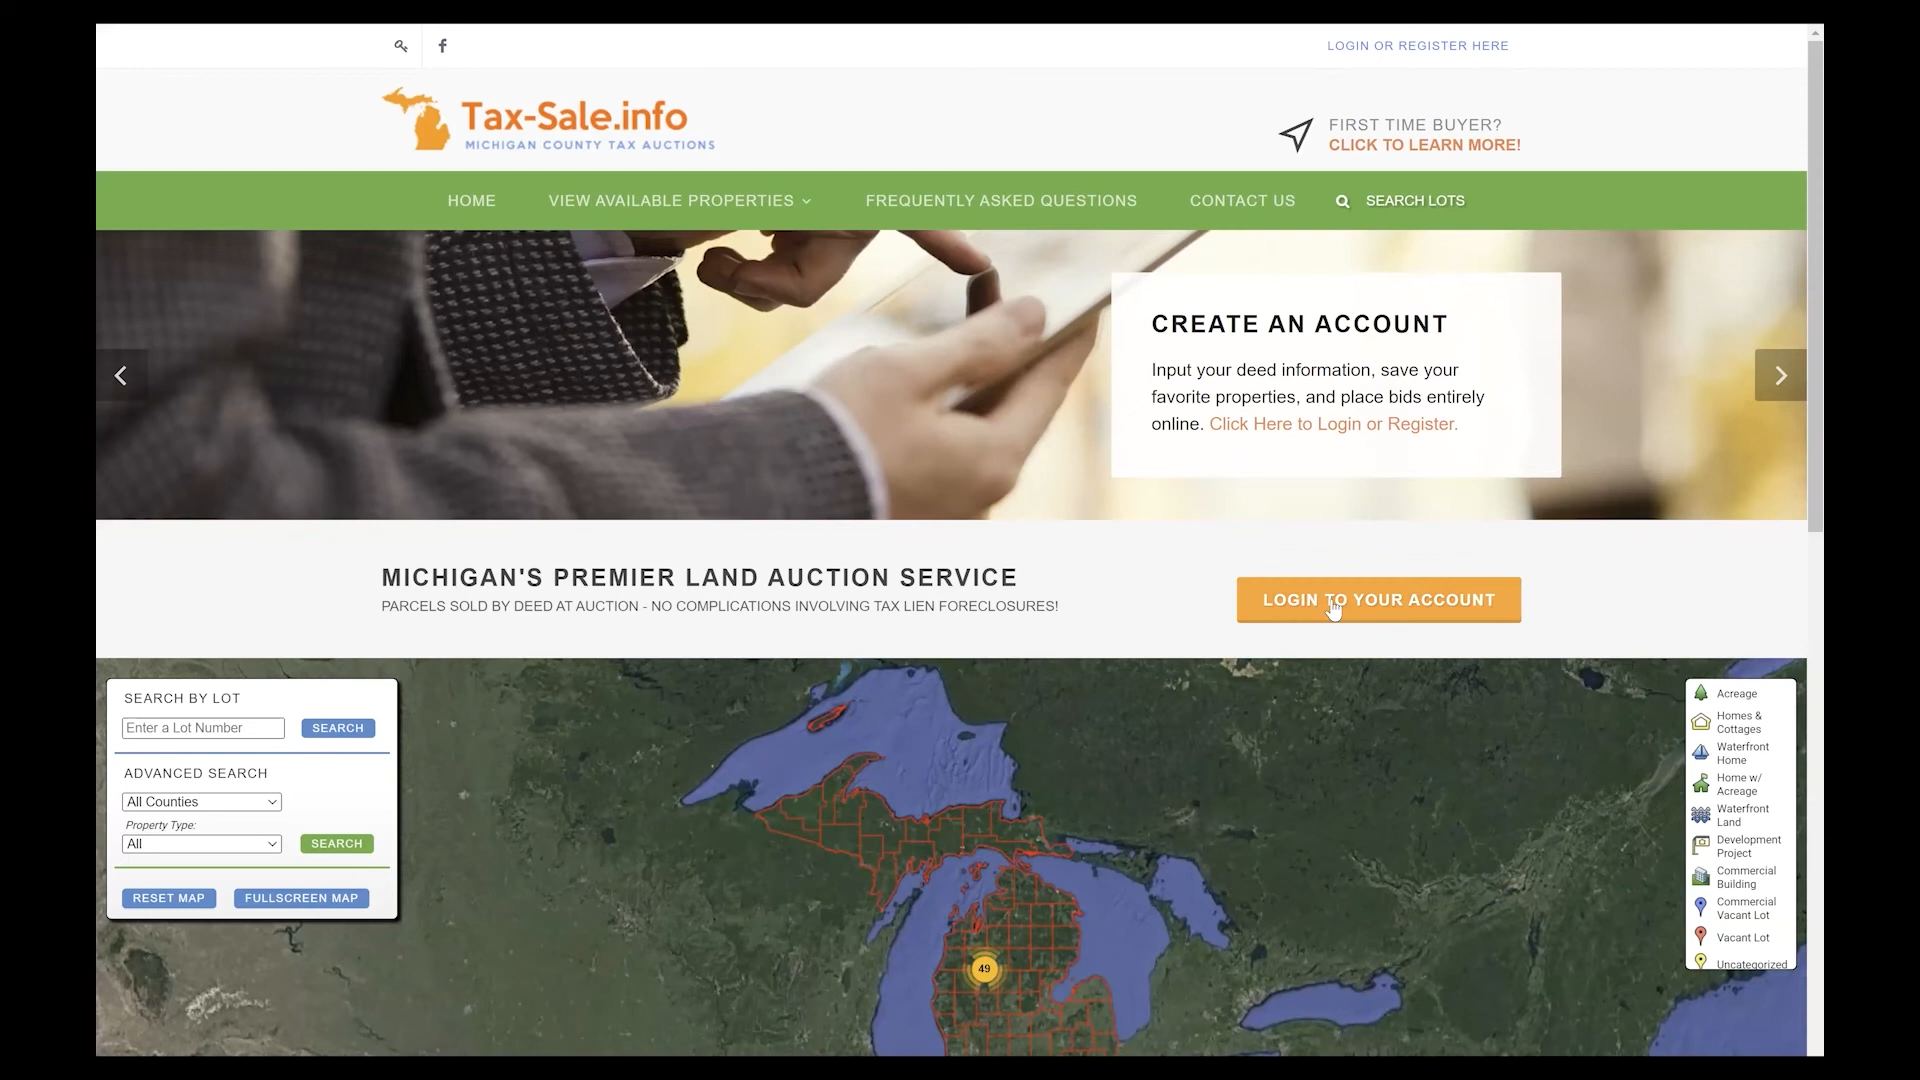 LOGIN OR REGISTER HERE
Tax-Sale.info
MICHIGAN COUNTY TAX AUCTIONS
FIRST TIME BUYER?
CLICK TO LEARN MORE!
HOME
VIEW AVAILABLE PROPERTIES
FREQUENTLY ASKED QUESTIONS
CONTACT US
SEARCH LOTS
CREATE AN ACCOUNT
Input your deed information, save your
favorite properties, and place bids entirely
online. Click Here to Login or Register.
MICHIGAN'S PREMIER LAND AUCTION SERVICE
PARCELS SOLD BY DEED AT AUCTION - NO COMPLICATIONS INVOLVING TAX LIEN FORECLOSURES!
LOGIN TO YOUR ACCOUNT
SEARCH BY LOT
Enter a Lot Number
SEARCH
ADVANCED SEARCH
All Counties
Property Type:
All
SEARCH
RESET MAP
FULLSCREEN MAP
49
Acreage
Homes &
Cottages
Waterfront
Home
Home w/
Acreage
Waterfront
Land
Development
Project
Commercial
Building
Commercial
Vacant Lot
Vacant Lot
Uncategorized